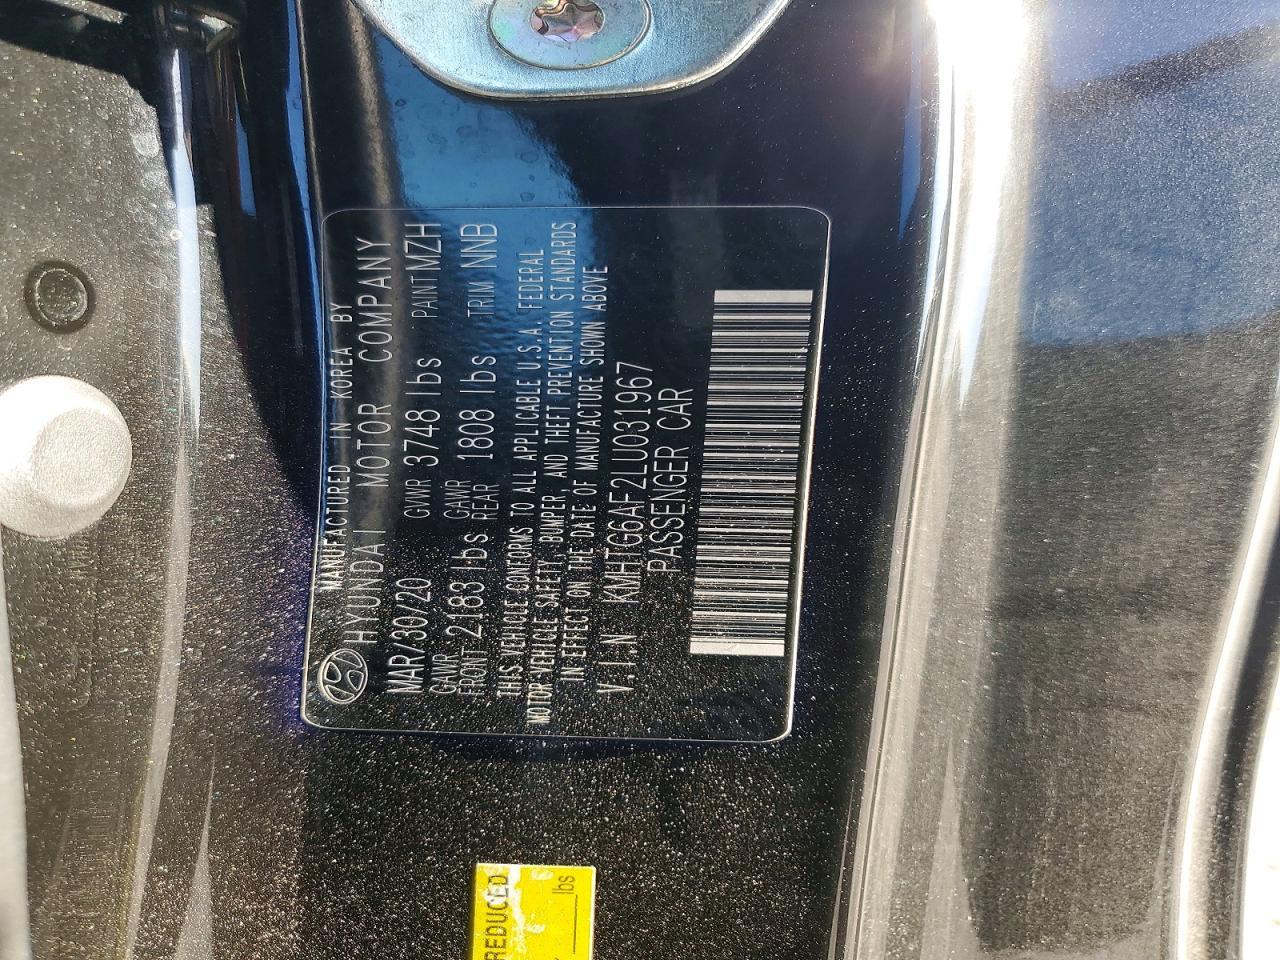 MANUFACTURED IN KOREA BY
HYUNDAI MOTOR COMPANY
MAR/30/20 GVWR 3748 lbs PAINT MZH
GAWR FRONT 2183 lbs GAWR REAR 1808 lbs TRIM NNB
THIS VEHICLE CONFORMS TO ALL APPLICABLE U.S.A. FEDERAL
MOTOR VEHICLE SAFETY, BUMPER, AND THEFT PREVENTION STANDARDS
IN EFFECT ON THE DATE OF MANUFACTURE SHOWN ABOVE
V.I.N KMHTG6AF2LU031967
PASSENGER CAR
REDUCED
lbs